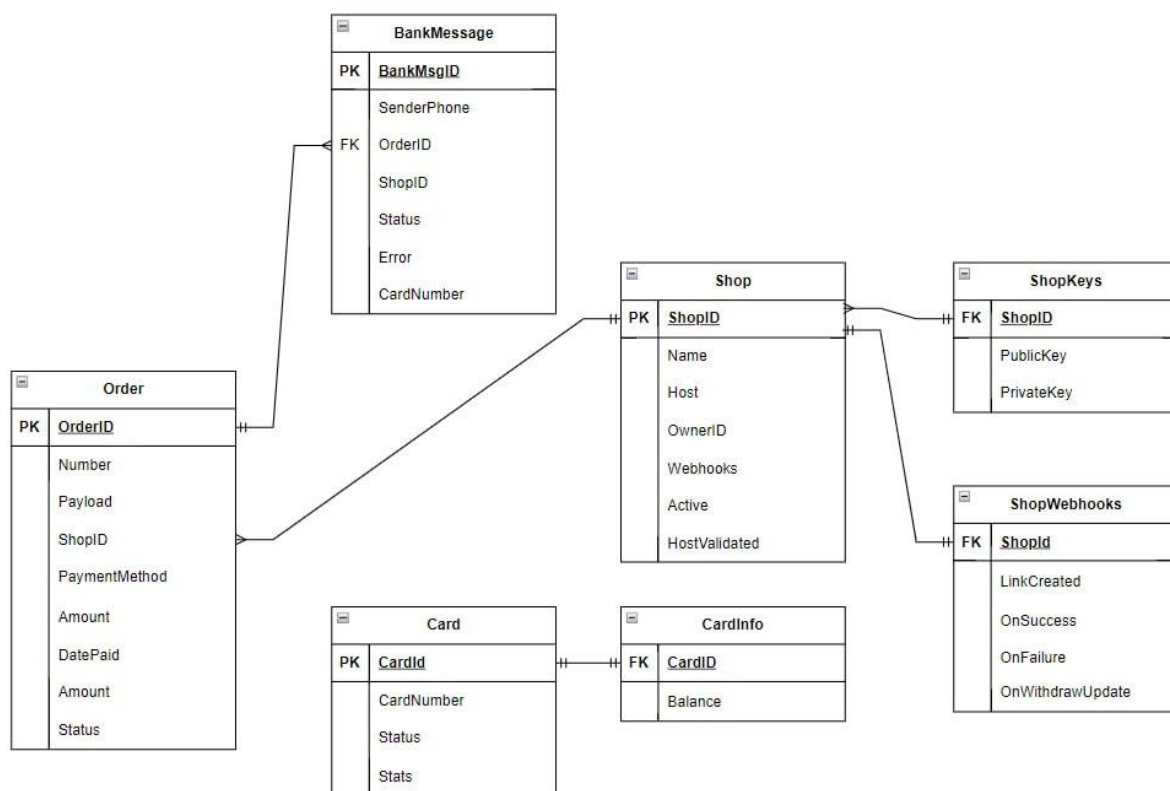 BankMessage
PK BankMsgID
SenderPhone
FK OrderID
ShopID
Status
Error
CardNumber
Shop
PK ShopID
Name
Host
OwnerID
Webhooks
Active
HostValidated
ShopKeys
FK ShopID
PublicKey
PrivateKey
Order
PK OrderID
Number
Payload
ShopID
PaymentMethod
Amount
DatePaid
Amount
Status
ShopWebhooks
FK ShopId
LinkCreated
OnSuccess
OnFailure
OnWithdrawUpdate
Card
PK CardId
CardNumber
Status
Stats
CardInfo
FK CardID
Balance